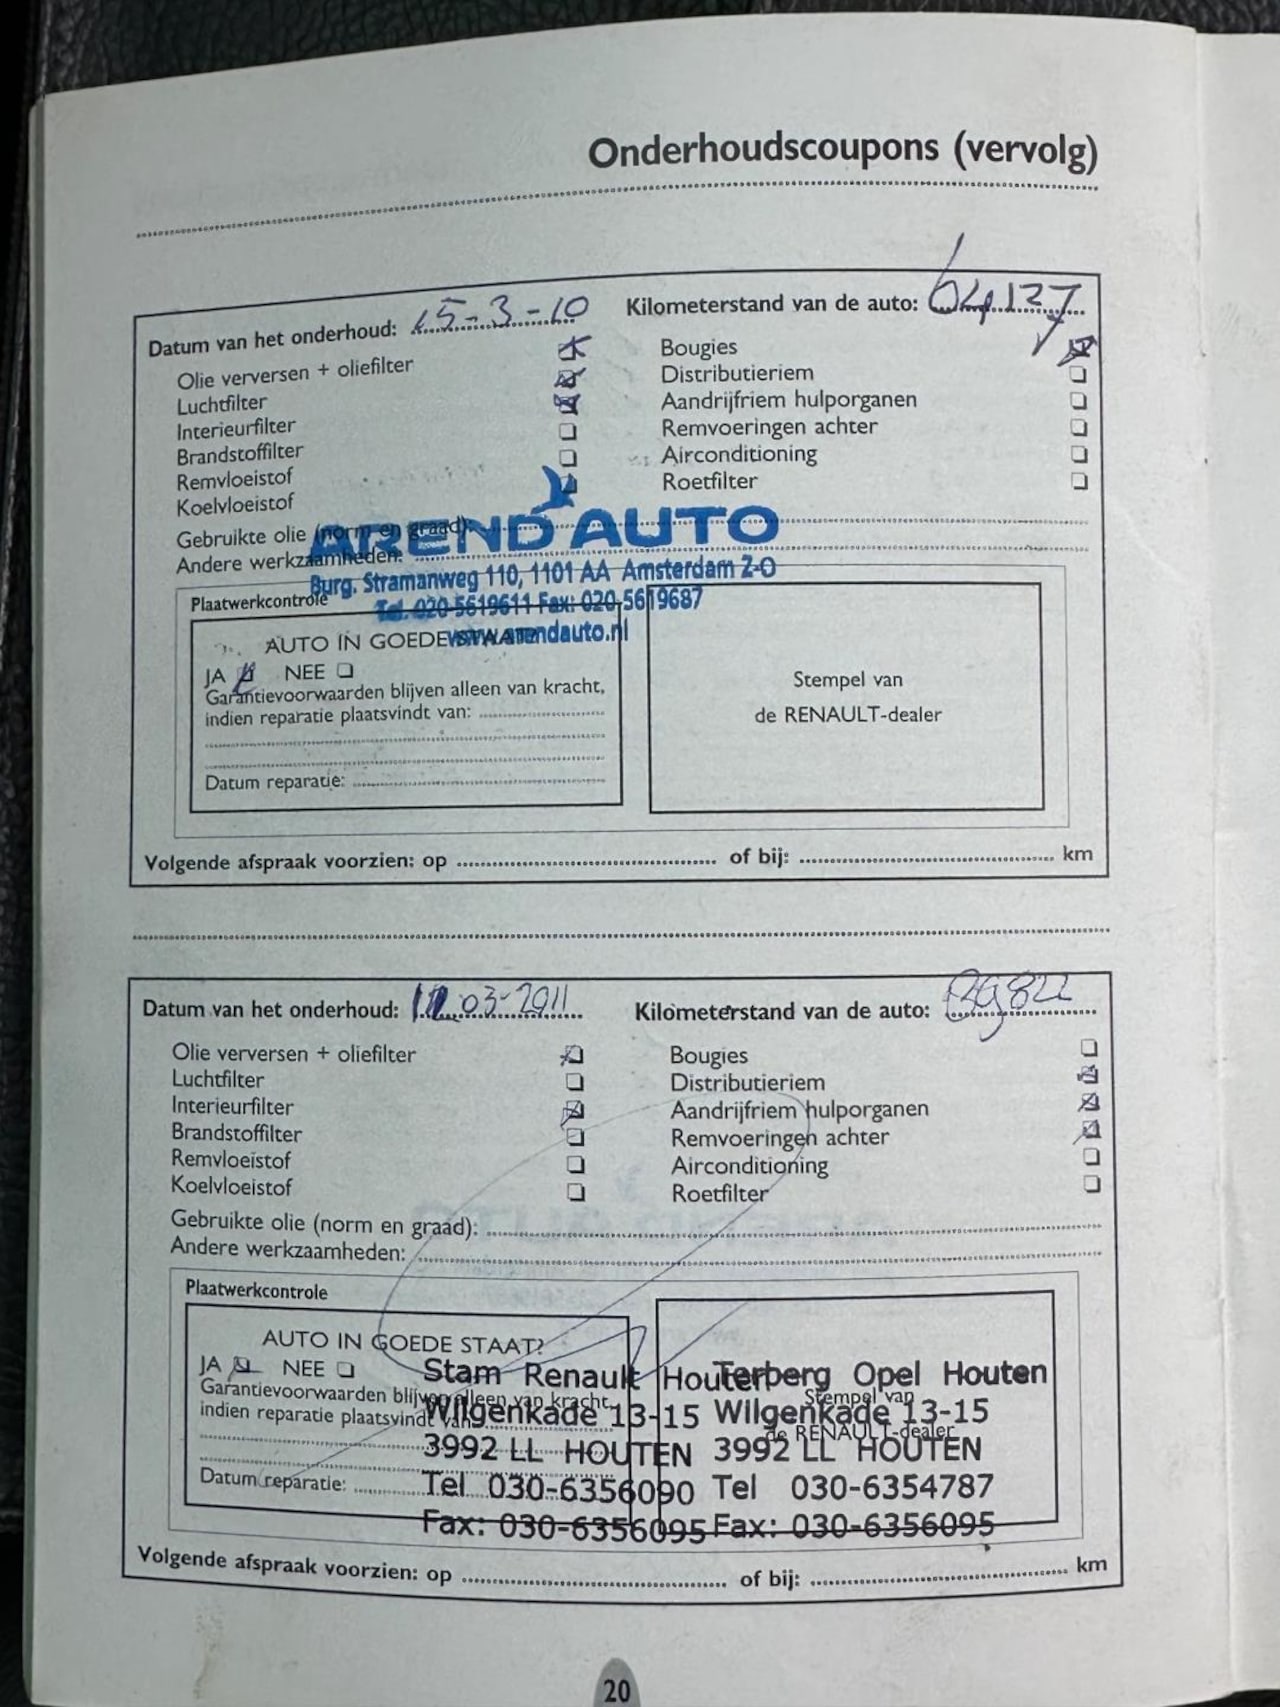 Onderhoudscoupons (vervolg)
Datum van het onderhoud: 15-3-10 Kilometerstand van de auto: 64137
Olie verversen + oliefilter Bougies
Luchtfilter Distributieriem
Interieurfilter Aandrijfriem hulporganen
Brandstoffilter Remvoeringen achter
Remvloeistof Airconditioning
Koelvloeistof Roetfilter
Gebruikte olie (norm en graad):
AREND AUTO
Andere werkzaamheden:
Burg. Stramanweg 110, 1101 AA Amsterdam Z-O
Plaatwerkcontrole
Tel. 020-5619611 Fax: 020-5619687
www.arendauto.nl
AUTO IN GOEDE STAAT?
JA NEE
Garantievoorwaarden blijven alleen van kracht,
indien reparatie plaatsvindt van:
Datum reparatie:
Stempel van
de RENAULT-dealer
Volgende afspraak voorzien: op of bij: km
Datum van het onderhoud: 03-2011 Kilometerstand van de auto:
Olie verversen + oliefilter Bougies
Luchtfilter Distributieriem
Interieurfilter Aandrijfriem hulporganen
Brandstoffilter Remvoeringen achter
Remvloeistof Airconditioning
Koelvloeistof Roetfilter
Gebruikte olie (norm en graad):
Andere werkzaamheden:
Plaatwerkcontrole
AUTO IN GOEDE STAAT?
JA NEE
Garantievoorwaarden blijven alleen van kracht,
indien reparatie plaatsvindt van:
Datum reparatie:
Stempel van
de RENAULT-dealer
Stam Renault Houten
Wilgenkade 13-15
3992 LL HOUTEN
Tel 030-6356090
Fax: 030-6356095
Terberg Opel Houten
Wilgenkade 13-15
3992 LL HOUTEN
Tel 030-6354787
Fax: 030-6356095
Volgende afspraak voorzien: op of bij: km
20